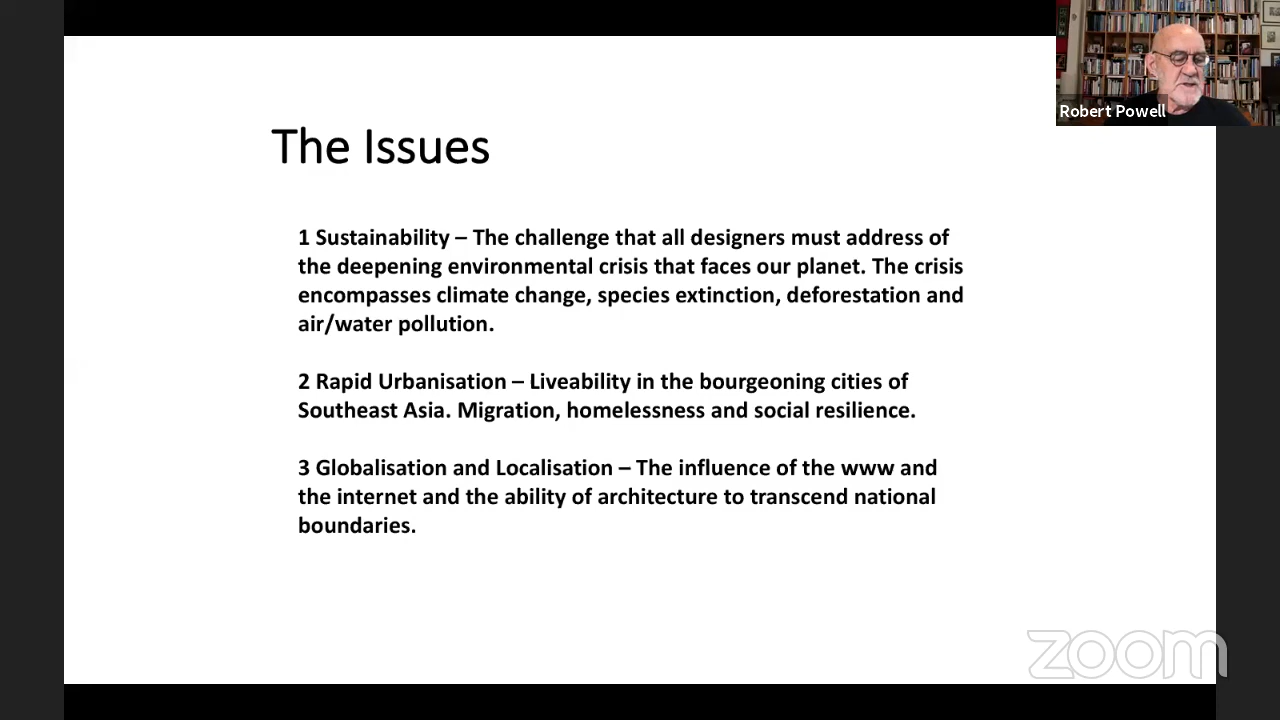 Robert Powell
The Issues
1 Sustainability – The challenge that all designers must address of
the deepening environmental crisis that faces our planet. The crisis
encompasses climate change, species extinction, deforestation and
air/water pollution.
2 Rapid Urbanisation – Liveability in the bourgeoning cities of
Southeast Asia. Migration, homelessness and social resilience.
3 Globalisation and Localisation – The influence of the www and
the internet and the ability of architecture to transcend national
boundaries.
zoom